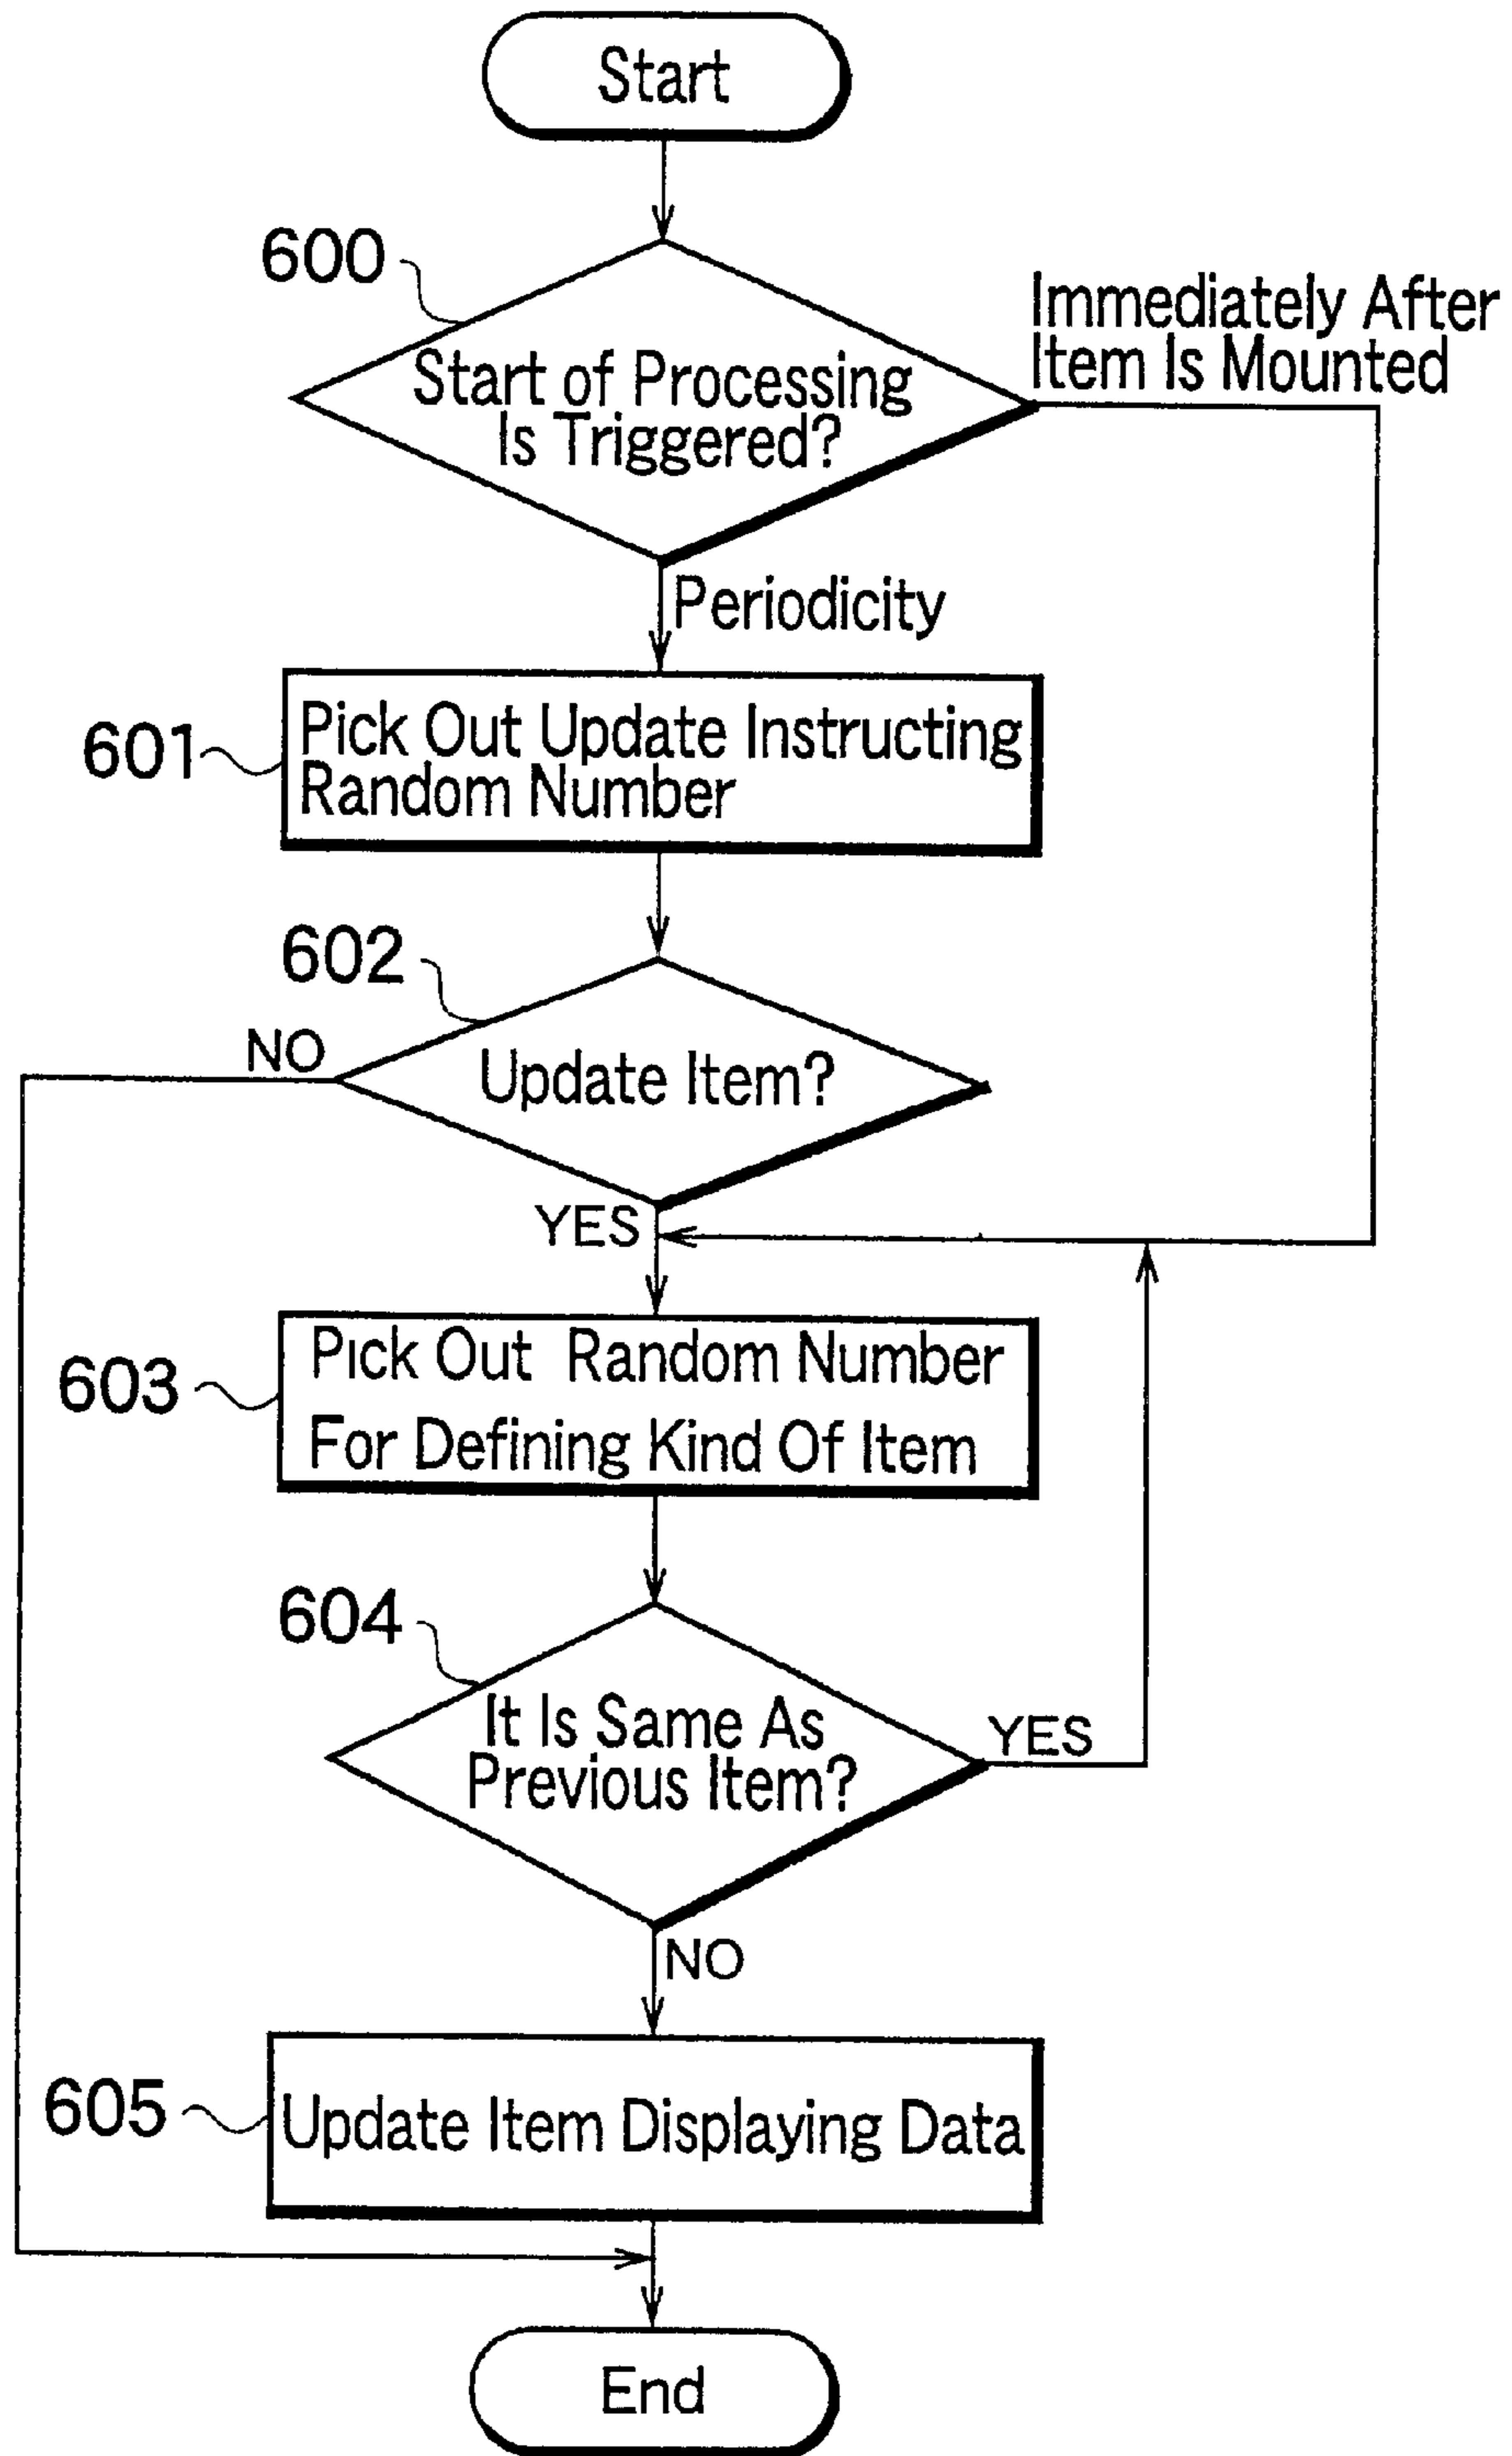 Start
600
Immediately After
Item Is Mounted
Start of Processing
Is Triggered?
Periodicity
601
Pick Out Update Instructing
Random Number
602
NO
Update Item?
YES
603
Pick Out Random Number
For Defining Kind Of Item
604
It Is Same As
Previous Item?
YES
NO
605
Update Item Displaying Data
End